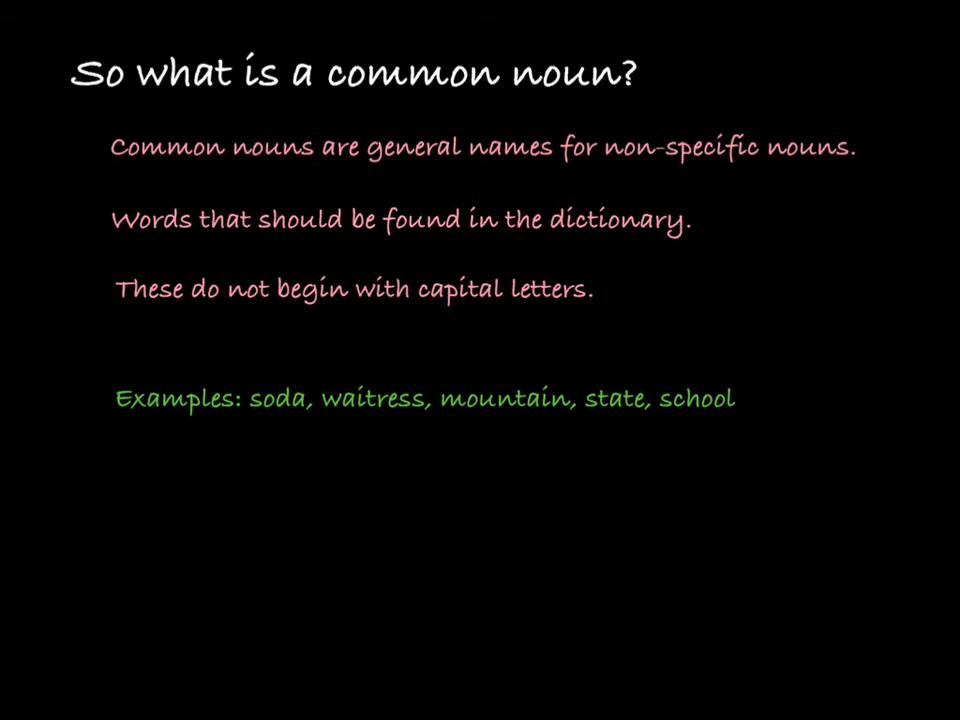 So what is a common noun?
Common nouns are general names for non-specific nouns.
Words that should be found in the dictionary.
These do not begin with capital letters.
Examples: soda, waitress, mountain, state, school